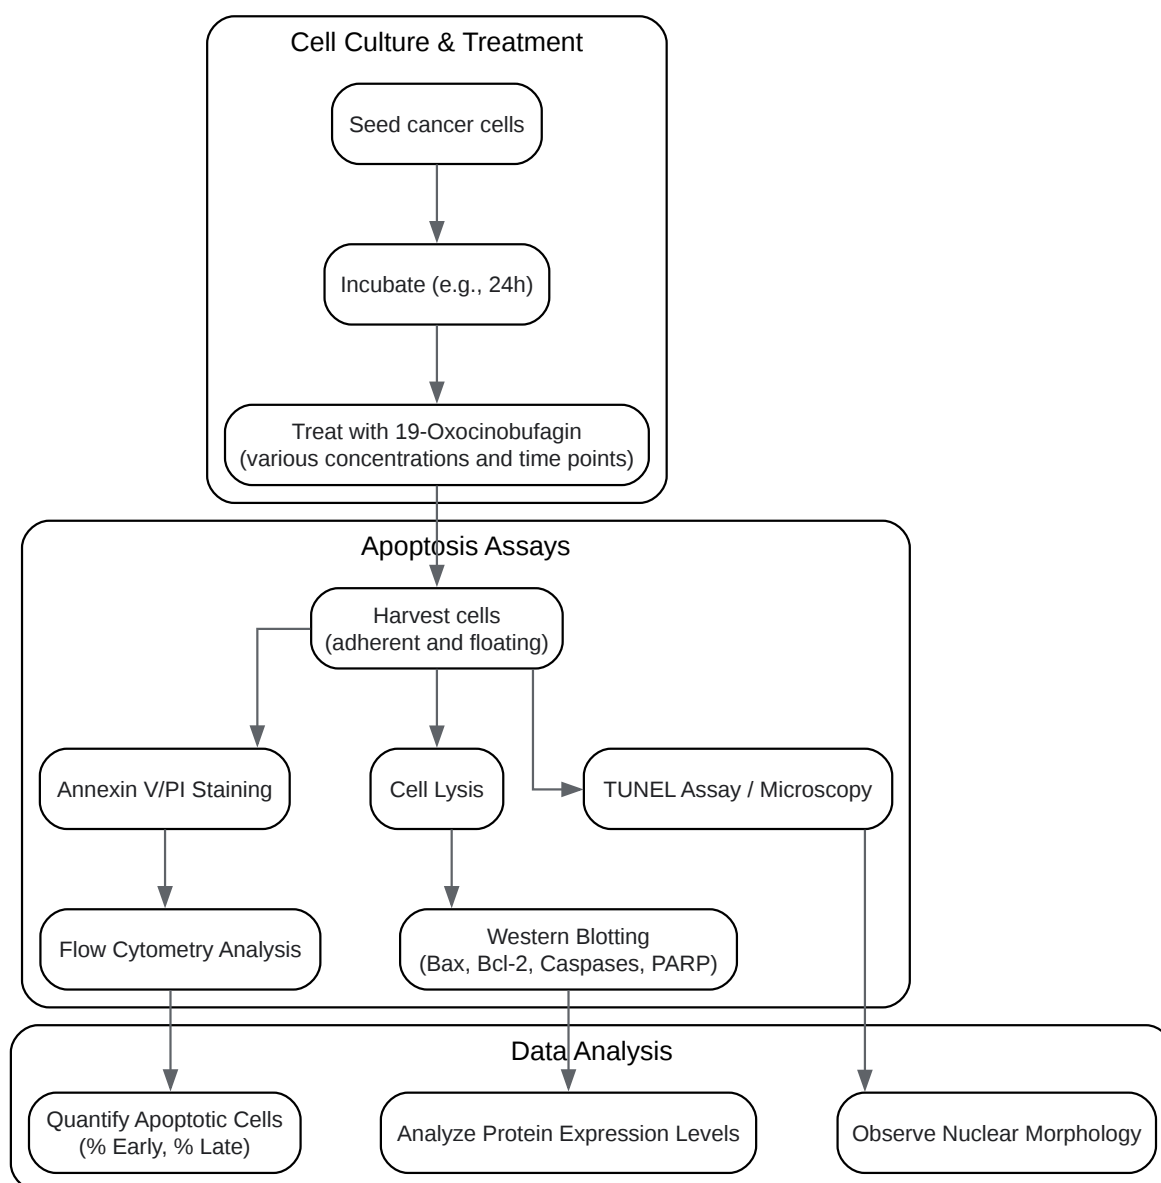 Cell Culture & Treatment
Seed cancer cells
Incubate (e.g., 24h)
Treat with 19-Oxocinobufagin
(various concentrations and time points)
Apoptosis Assays
Harvest cells
(adherent and floating)
Annexin V/PI Staining
Cell Lysis
TUNEL Assay / Microscopy
Flow Cytometry Analysis
Western Blotting
(Bax, Bcl-2, Caspases, PARP)
Data Analysis
Quantify Apoptotic Cells
(% Early, % Late)
Analyze Protein Expression Levels
Observe Nuclear Morphology